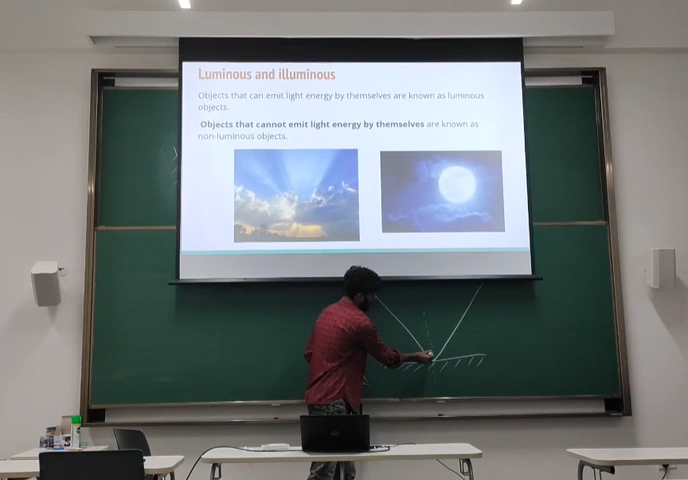 Luminous and illuminous
Objects that can emit light energy by themselves are known as luminous
objects.
Objects that cannot emit light energy by themselves are known as
non-luminous objects.